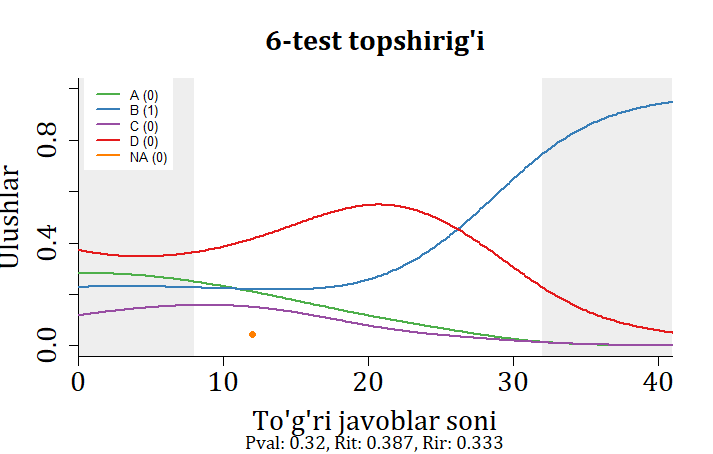 6-test topshirig'i
A (0)
B (1)
C (0)
D (0)
NA (0)
Ulushlar
0.0
0.4
0.8
0
10
20
30
40
To'g'ri javoblar soni
Pval: 0.32, Rit: 0.387, Rir: 0.333